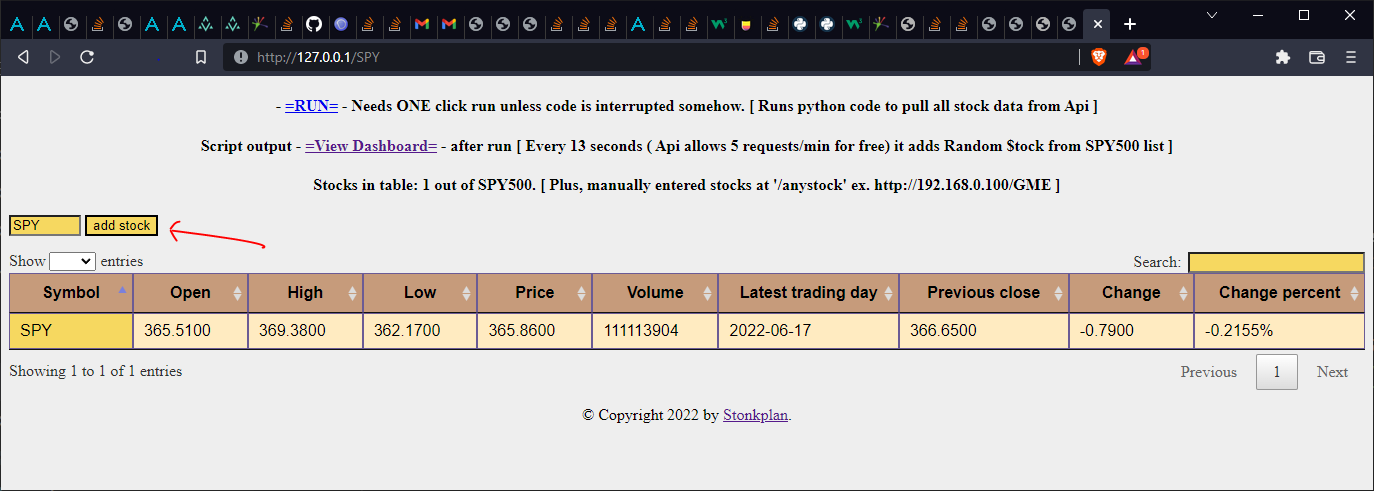 http://127.0.0.1/SPY
1
- =RUN= - Needs ONE click run unless code is interrupted somehow. [ Runs python code to pull all stock data from Api ]
Script output - =View Dashboard= - after run [ Every 13 seconds ( Api allows 5 requests/min for free) it adds Random $tock from SPY500 list ]
Stocks in table: 1 out of SPY500. [ Plus, manually entered stocks at '/anystock' ex. http://192.168.0.100/GME ]
SPY add stock
Show entries Search:
Symbol Open High Low Price Volume Latest trading day Previous close Change Change percent
SPY 365.5100 369.3800 362.1700 365.8600 111113904 2022-06-17 366.6500 -0.7900 -0.2155%
Showing 1 to 1 of 1 entries Previous 1 Next
© Copyright 2022 by Stonkplan.